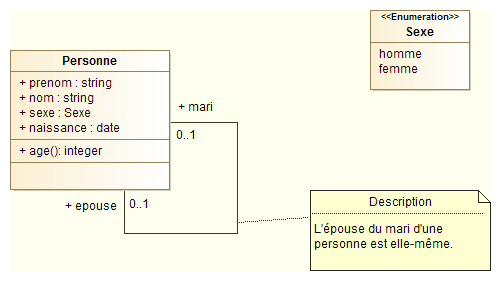 <<Enumeration>>
Sexe
homme
femme
Personne
+ prenom : string
+ nom : string
+ sexe : Sexe
+ naissance : date
+ age(): integer
+ mari
0..1
+ epouse
0..1
Description
L'épouse du mari d'une
personne est elle-même.